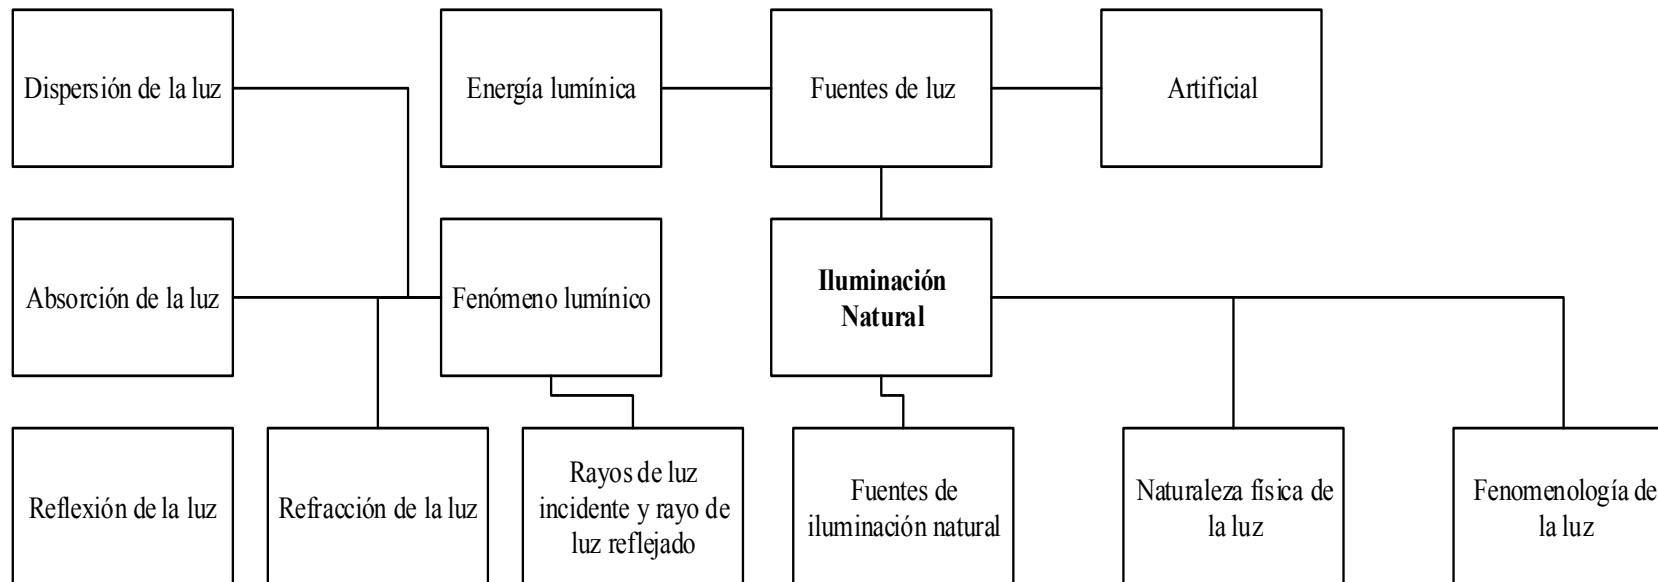 Dispersión de la luz
Energía lumínica
Fuentes de luz
Artificial
Absorción de la luz
Fenómeno lumínico
Iluminación
Natural
Reflexión de la luz
Refracción de la luz
Rayos de luz
incidente y rayo de
luz reflejado
Fuentes de
iluminación natural
Naturaleza física de
la luz
Fenomenología de
la luz